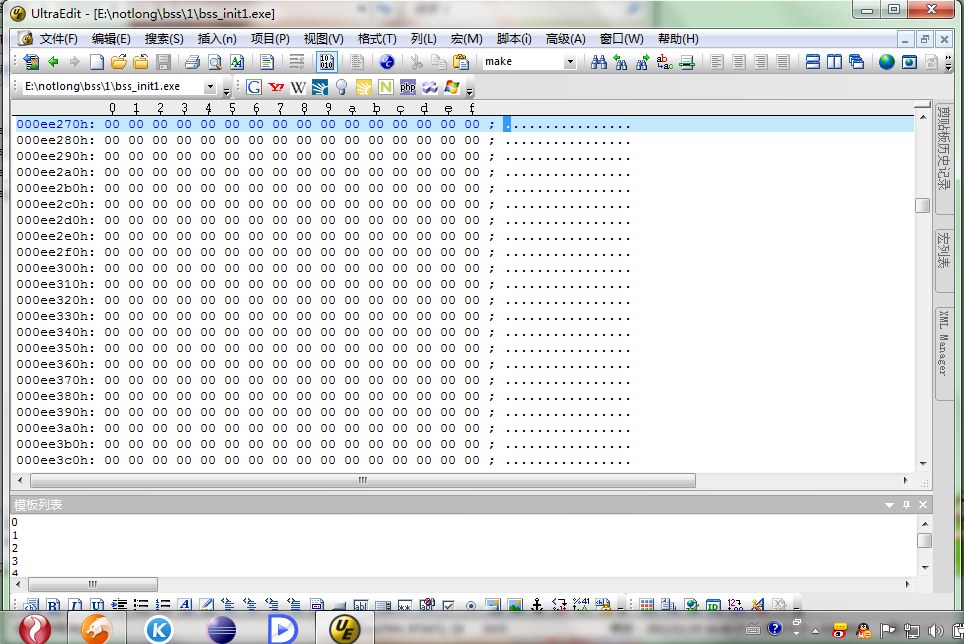 UltraEdit - [E:\notlong\bss\1\bss_init1.exe]
文件(F) 编辑(E) 搜索(S) 插入(n) 项目(P) 视图(V) 格式(T) 列(L) 宏(M) 脚本(i) 高级(A) 窗口(W) 帮助(H)
make
E:\notlong\bss\1\bss_init1.exe
0 1 2 3 4 5 6 7 8 9 a b c d e f
000ee270h: 00 00 00 00 00 00 00 00 00 00 00 00 00 00 00 00 ; ................
000ee280h: 00 00 00 00 00 00 00 00 00 00 00 00 00 00 00 00 ; ................
000ee290h: 00 00 00 00 00 00 00 00 00 00 00 00 00 00 00 00 ; ................
000ee2a0h: 00 00 00 00 00 00 00 00 00 00 00 00 00 00 00 00 ; ................
000ee2b0h: 00 00 00 00 00 00 00 00 00 00 00 00 00 00 00 00 ; ................
000ee2c0h: 00 00 00 00 00 00 00 00 00 00 00 00 00 00 00 00 ; ................
000ee2d0h: 00 00 00 00 00 00 00 00 00 00 00 00 00 00 00 00 ; ................
000ee2e0h: 00 00 00 00 00 00 00 00 00 00 00 00 00 00 00 00 ; ................
000ee2f0h: 00 00 00 00 00 00 00 00 00 00 00 00 00 00 00 00 ; ................
000ee300h: 00 00 00 00 00 00 00 00 00 00 00 00 00 00 00 00 ; ................
000ee310h: 00 00 00 00 00 00 00 00 00 00 00 00 00 00 00 00 ; ................
000ee320h: 00 00 00 00 00 00 00 00 00 00 00 00 00 00 00 00 ; ................
000ee330h: 00 00 00 00 00 00 00 00 00 00 00 00 00 00 00 00 ; ................
000ee340h: 00 00 00 00 00 00 00 00 00 00 00 00 00 00 00 00 ; ................
000ee350h: 00 00 00 00 00 00 00 00 00 00 00 00 00 00 00 00 ; ................
000ee360h: 00 00 00 00 00 00 00 00 00 00 00 00 00 00 00 00 ; ................
000ee370h: 00 00 00 00 00 00 00 00 00 00 00 00 00 00 00 00 ; ................
000ee380h: 00 00 00 00 00 00 00 00 00 00 00 00 00 00 00 00 ; ................
000ee390h: 00 00 00 00 00 00 00 00 00 00 00 00 00 00 00 00 ; ................
000ee3a0h: 00 00 00 00 00 00 00 00 00 00 00 00 00 00 00 00 ; ................
000ee3b0h: 00 00 00 00 00 00 00 00 00 00 00 00 00 00 00 00 ; ................
000ee3c0h: 00 00 00 00 00 00 00 00 00 00 00 00 00 00 00 00 ; ................
剪贴板历史记录
宏列表
XML Manager
模板列表
0
1
2
3
4